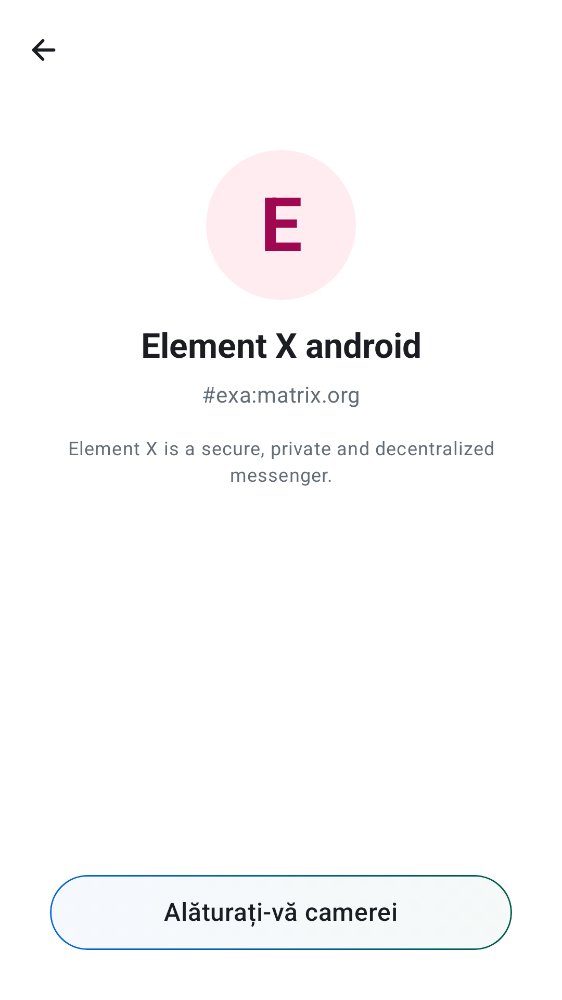 E
Element X android
#exa:matrix.org
Element X is a secure, private and decentralized
messenger.
Alăturați-vă camerei